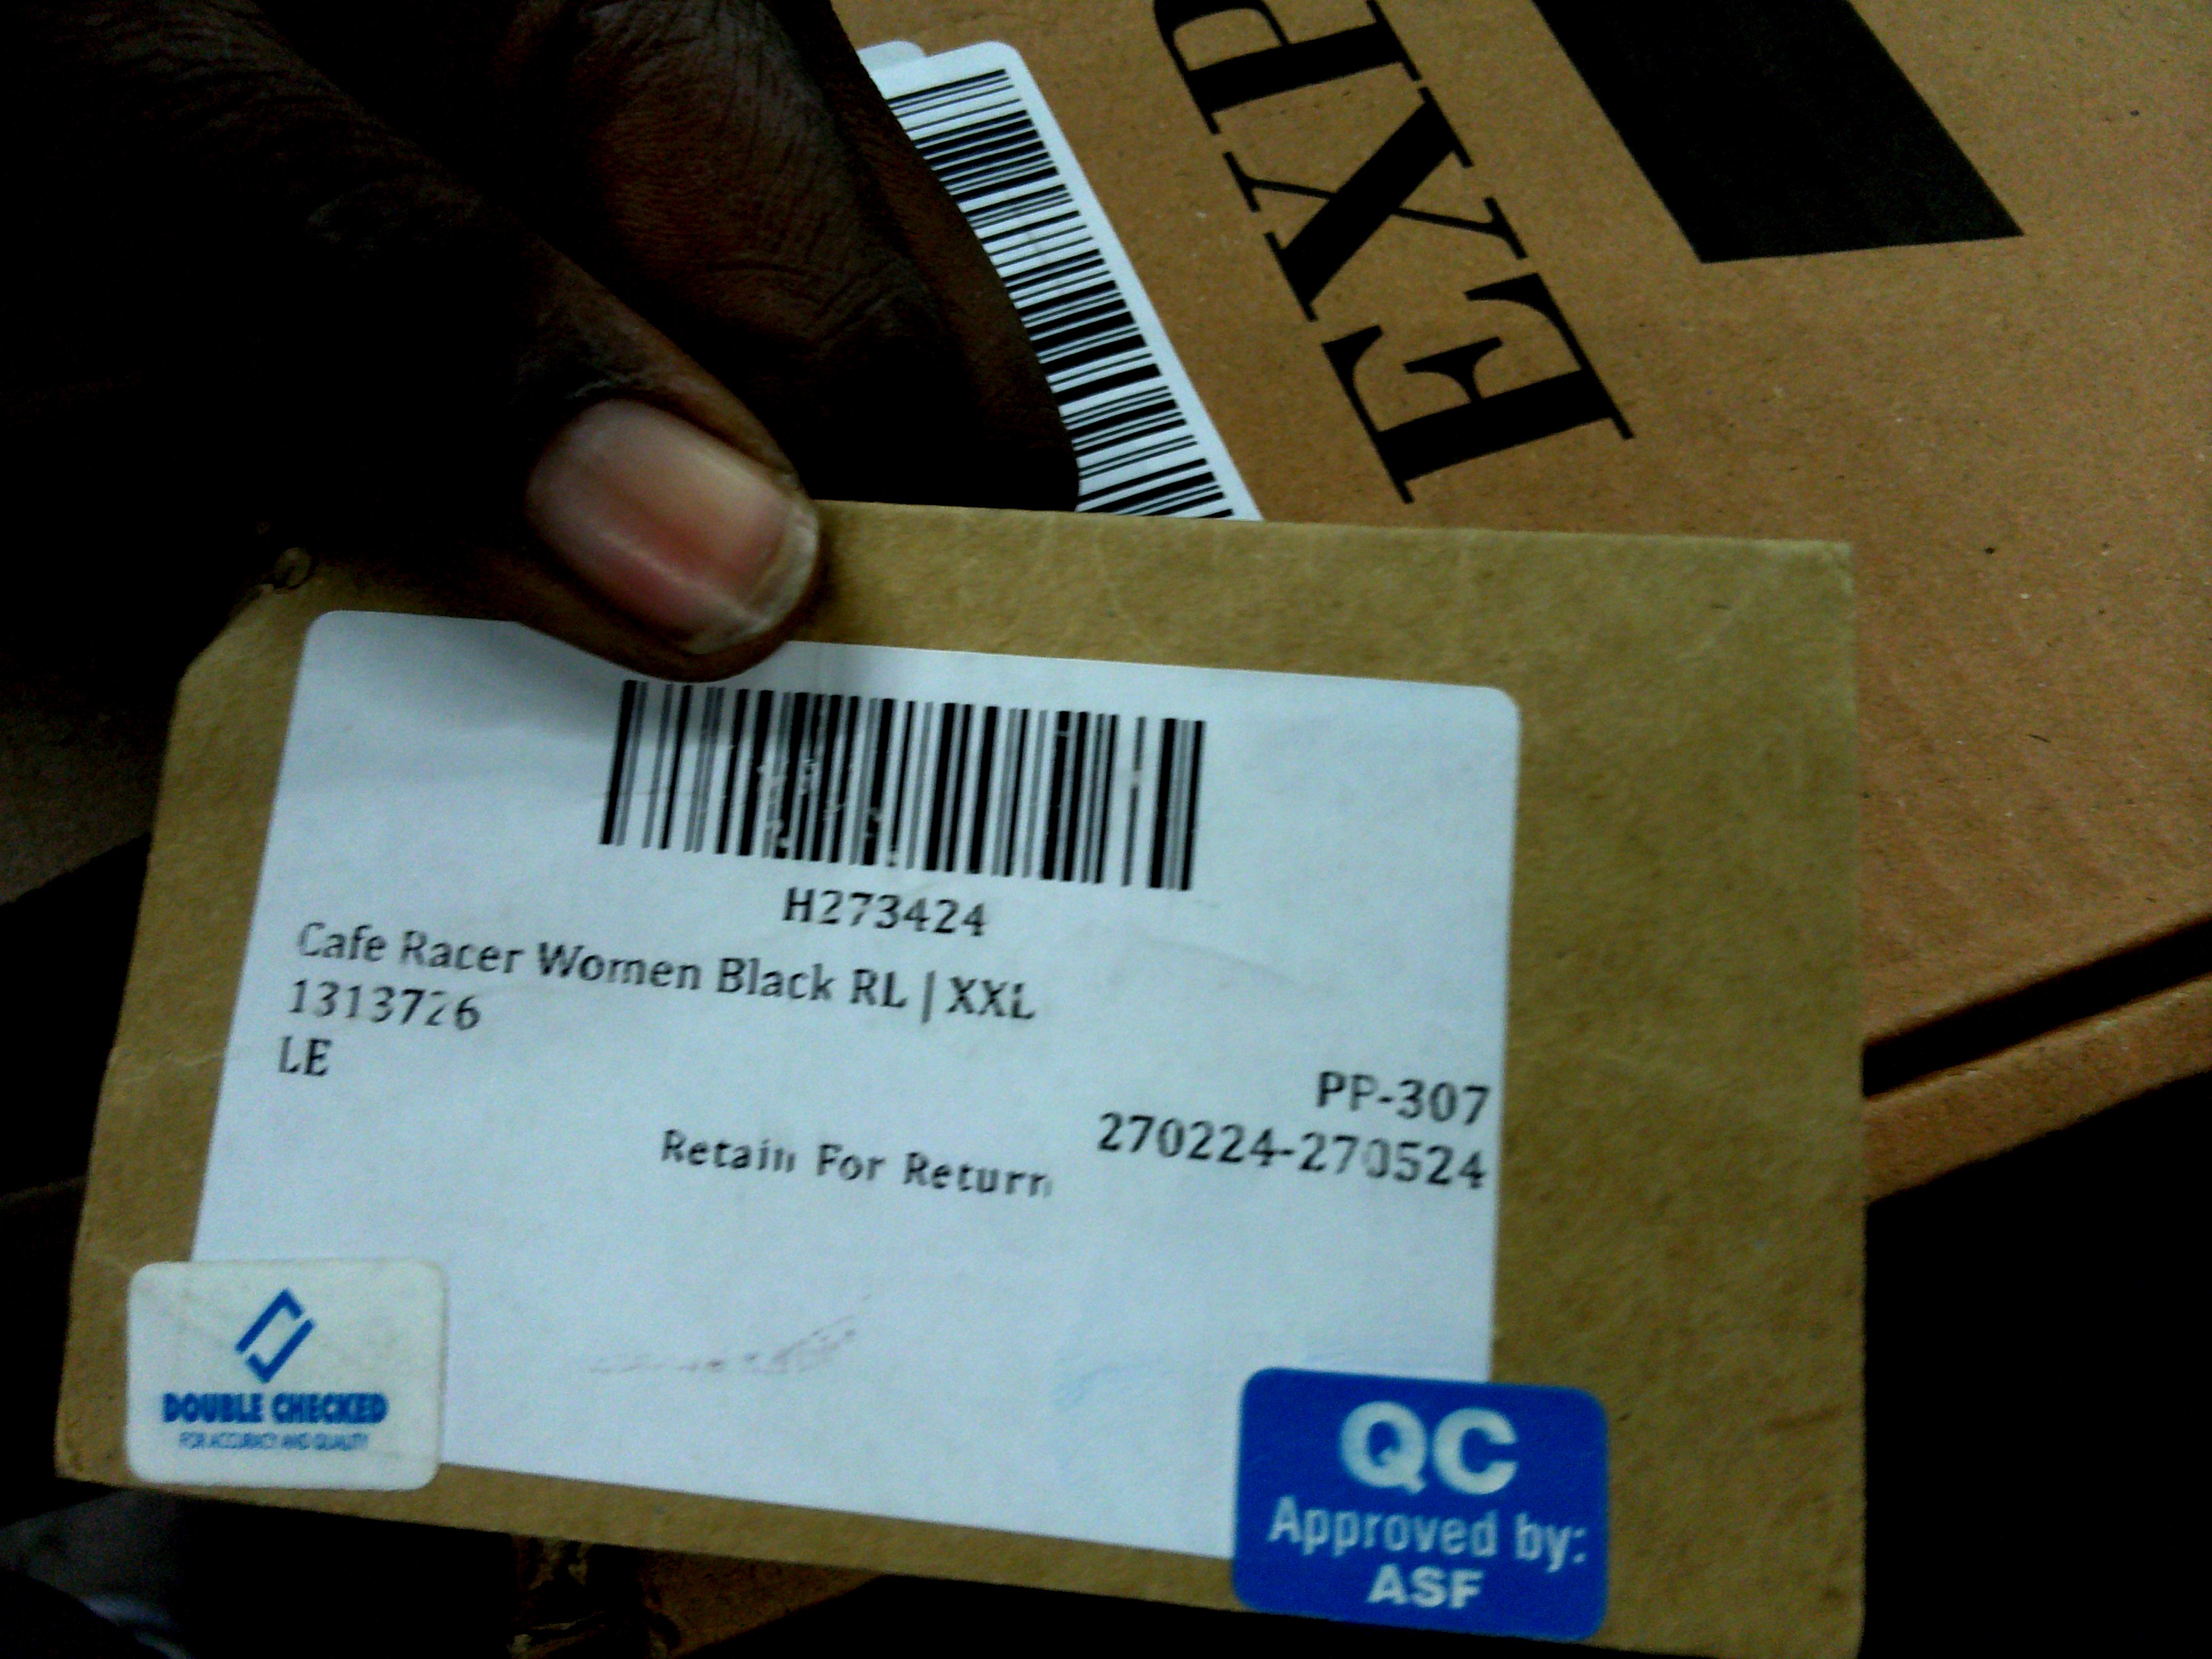 EXP
H273424
Cafe Racer Women Black RL | XXL
1313726
LE
PP-307
270224-270524
Retain For Return
DOUBLE CHECKED
FOR ACCURACY AND QUALITY
QC
Approved by:
ASF